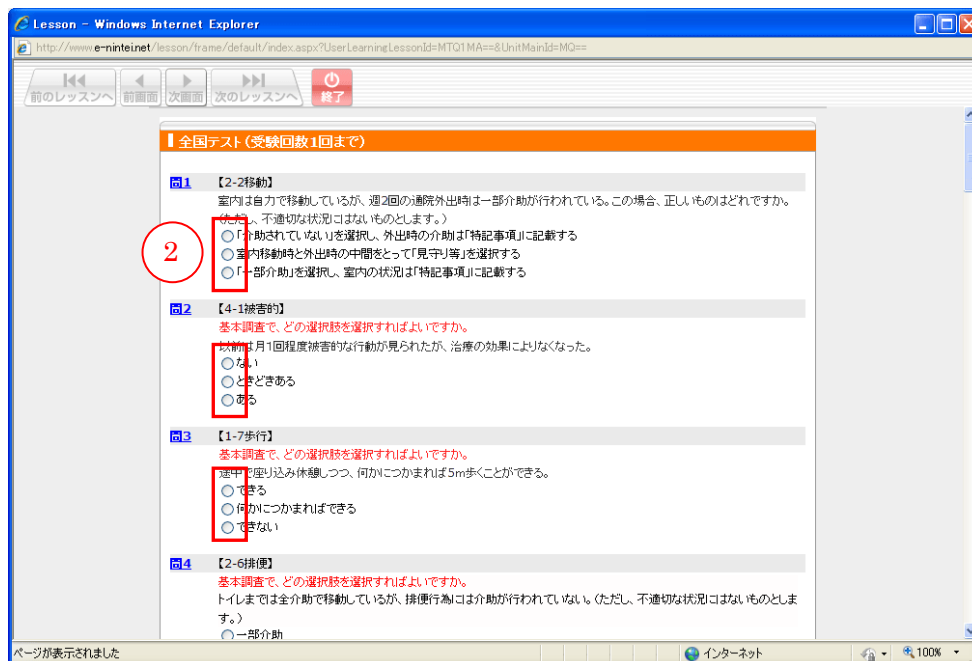 Lesson - Windows Internet Explorer
http://www.e-nintei.net/lesson/frame/default/index.aspx?UserLearningLessonId=MTQ1MA==&UnitMainId=MQ==
前のレッスンへ 前画面 次画面 次のレッスンへ 終了
全国テスト(受験回数1回まで)
問1 【2-2移動】
室内は自力で移動しているが、週2回の通院外出時は一部介助が行われている。この場合、正しいものはどれですか。
(ただし、不適切な状況にはないものとします。)
「介助されていない」を選択し、外出時の介助は「特記事項」に記載する
2 室内移動時と外出時の中間をとって「見守り等」を選択する
「一部介助」を選択し、室内の状況は「特記事項」に記載する
問2 【4-1被害的】
基本調査で、どの選択肢を選択すればよいですか。
以前は月1回程度被害的な行動が見られたが、治療の効果によりなくなった。
ない
ときどきある
ある
問3 【1-7歩行】
基本調査で、どの選択肢を選択すればよいですか。
途中で座り込み休憩しつつ、何かにつかまれば5m歩くことができる。
できる
何かにつかまればできる
できない
問4 【2-6排便】
基本調査で、どの選択肢を選択すればよいですか。
トイレまでは全介助で移動しているが、排便行為には介助が行われていない。(ただし、不適切な状況にはないものとしま
す。)
一部介助
ページが表示されました インターネット 100%